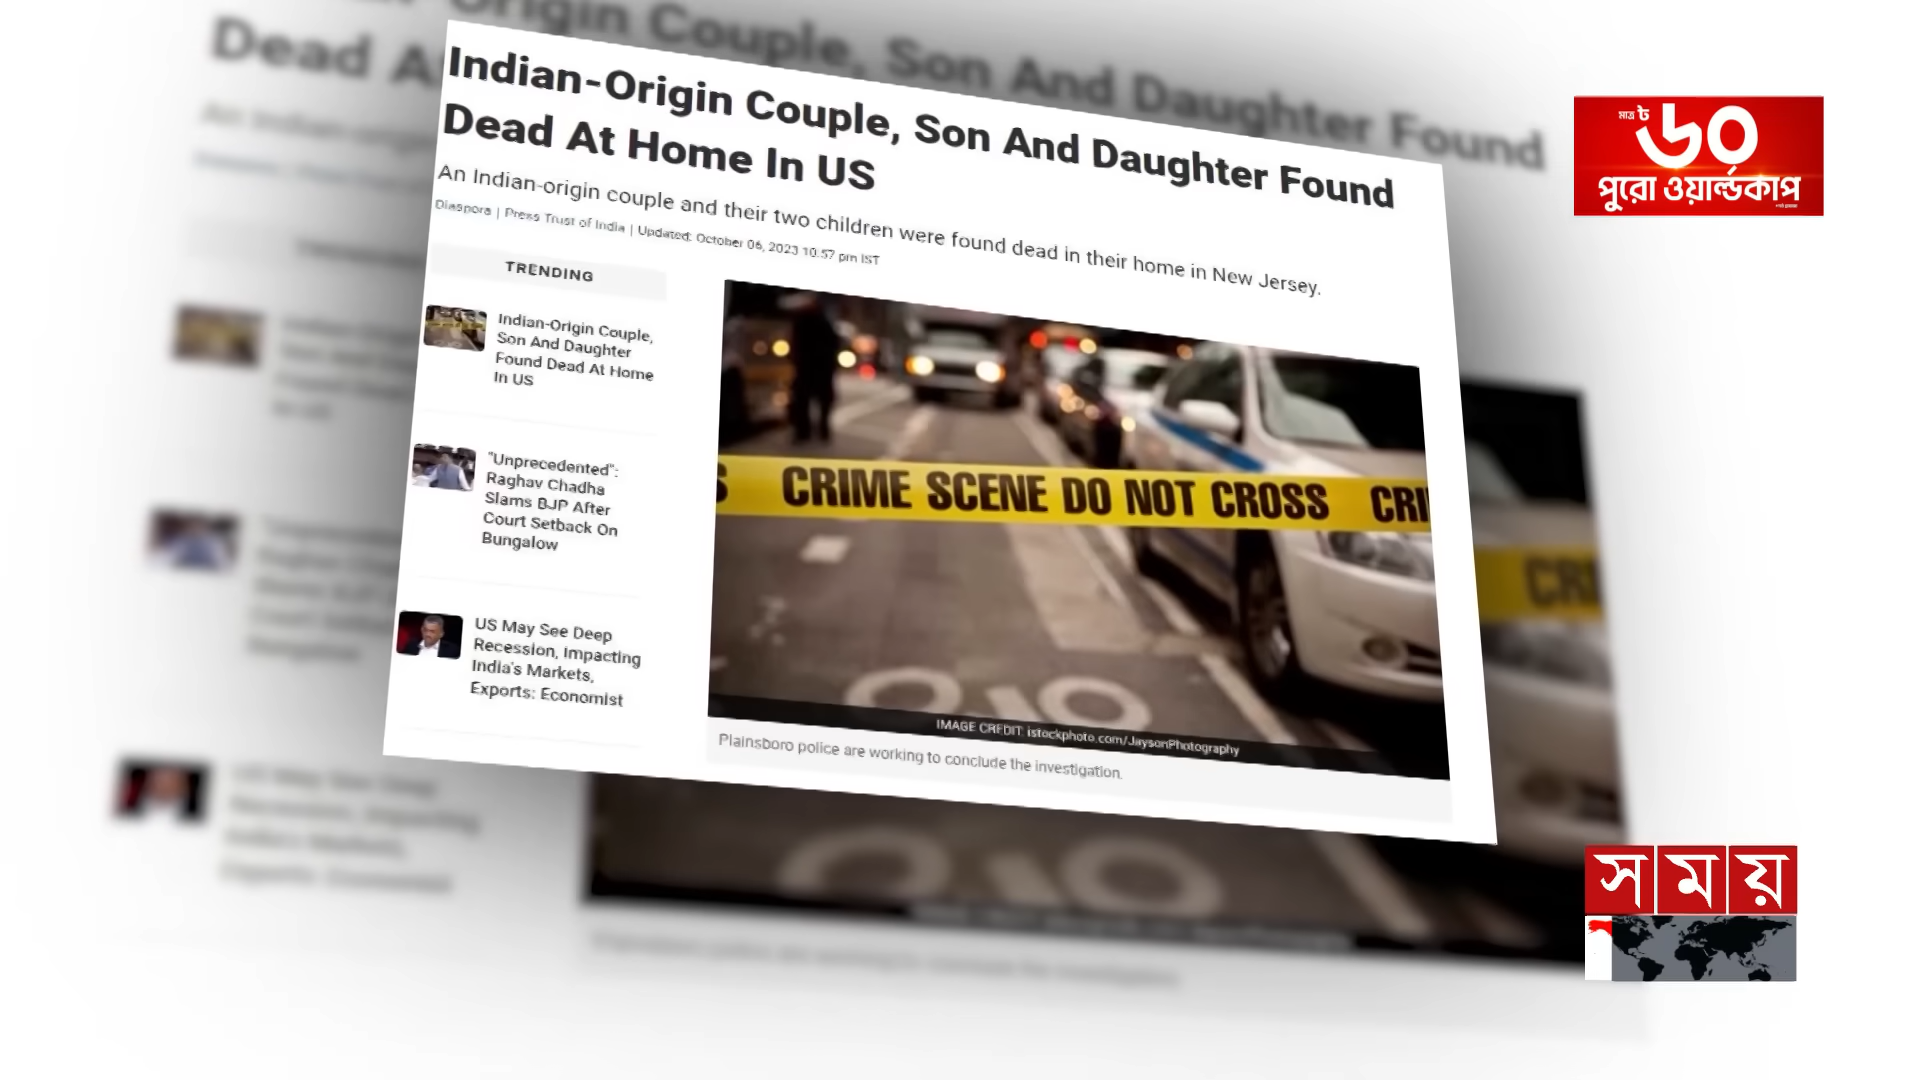 Indian-Origin Couple, Son And Daughter Found
Dead At Home In US
An Indian-origin couple and their two children were found dead in their home in New Jersey.
Diaspora | Press Trust of India | Updated: October 06, 2023 10:57 pm IST
TRENDING
Indian-Origin Couple,
Son And Daughter
Found Dead At Home
In US
"Unprecedented":
Raghav Chadha
Slams BJP After
Court Setback On
Bungalow
US May See Deep
Recession, Impacting
India's Markets,
Exports: Economist
S CRIME SCENE DO NOT CROSS CRI
IMAGE CREDIT: istockphoto.com/JaysonPhotography
Plainsboro police are working to conclude the investigation.
মাত্র ৳ ৬০
পুরো ওয়ার্ল্ডকাপ
সময়